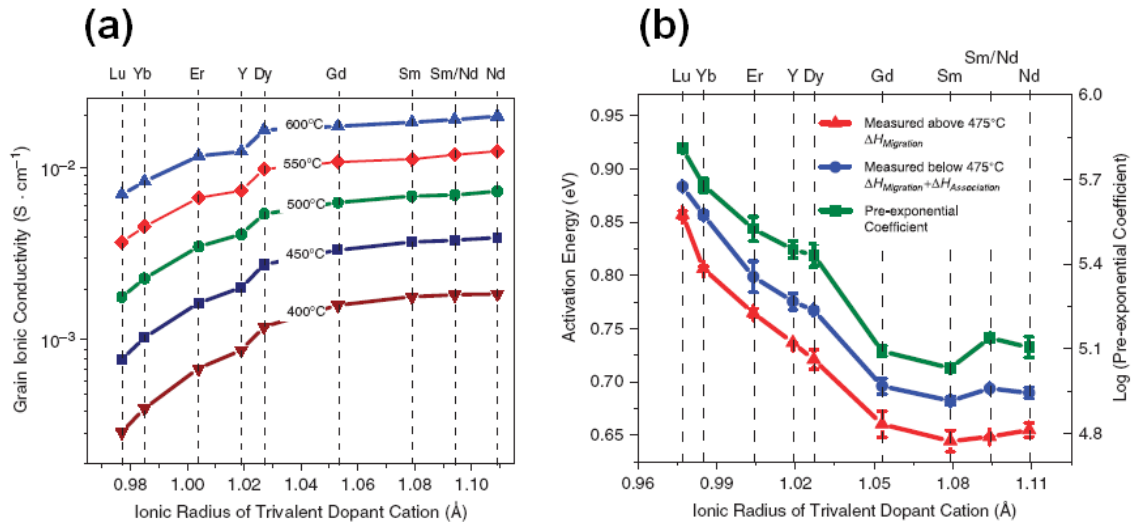 (a)
Lu Yb Er Y Dy Gd Sm Sm/Nd Nd
600°C
550°C
500°C
450°C
400°C
10⁻²
10⁻³
Grain Ionic Conductivity (S · cm⁻¹)
0.98 1.00 1.02 1.04 1.06 1.08 1.10
Ionic Radius of Trivalent Dopant Cation (Å)
(b)
Sm/Nd
Lu Yb Er Y Dy Gd Sm Nd
Measured above 475°C
ΔH_Migration
Measured below 475°C
ΔH_Migration+ΔH_Association
Pre-exponential
Coefficient
0.95
0.90
0.85
0.80
0.75
0.70
0.65
Activation Energy (eV)
6.0
5.7
5.4
5.1
4.8
Log (Pre-exponential Coefficient)
0.96 0.99 1.02 1.05 1.08 1.11
Ionic Radius of Trivalent Dopant Cation (Å)